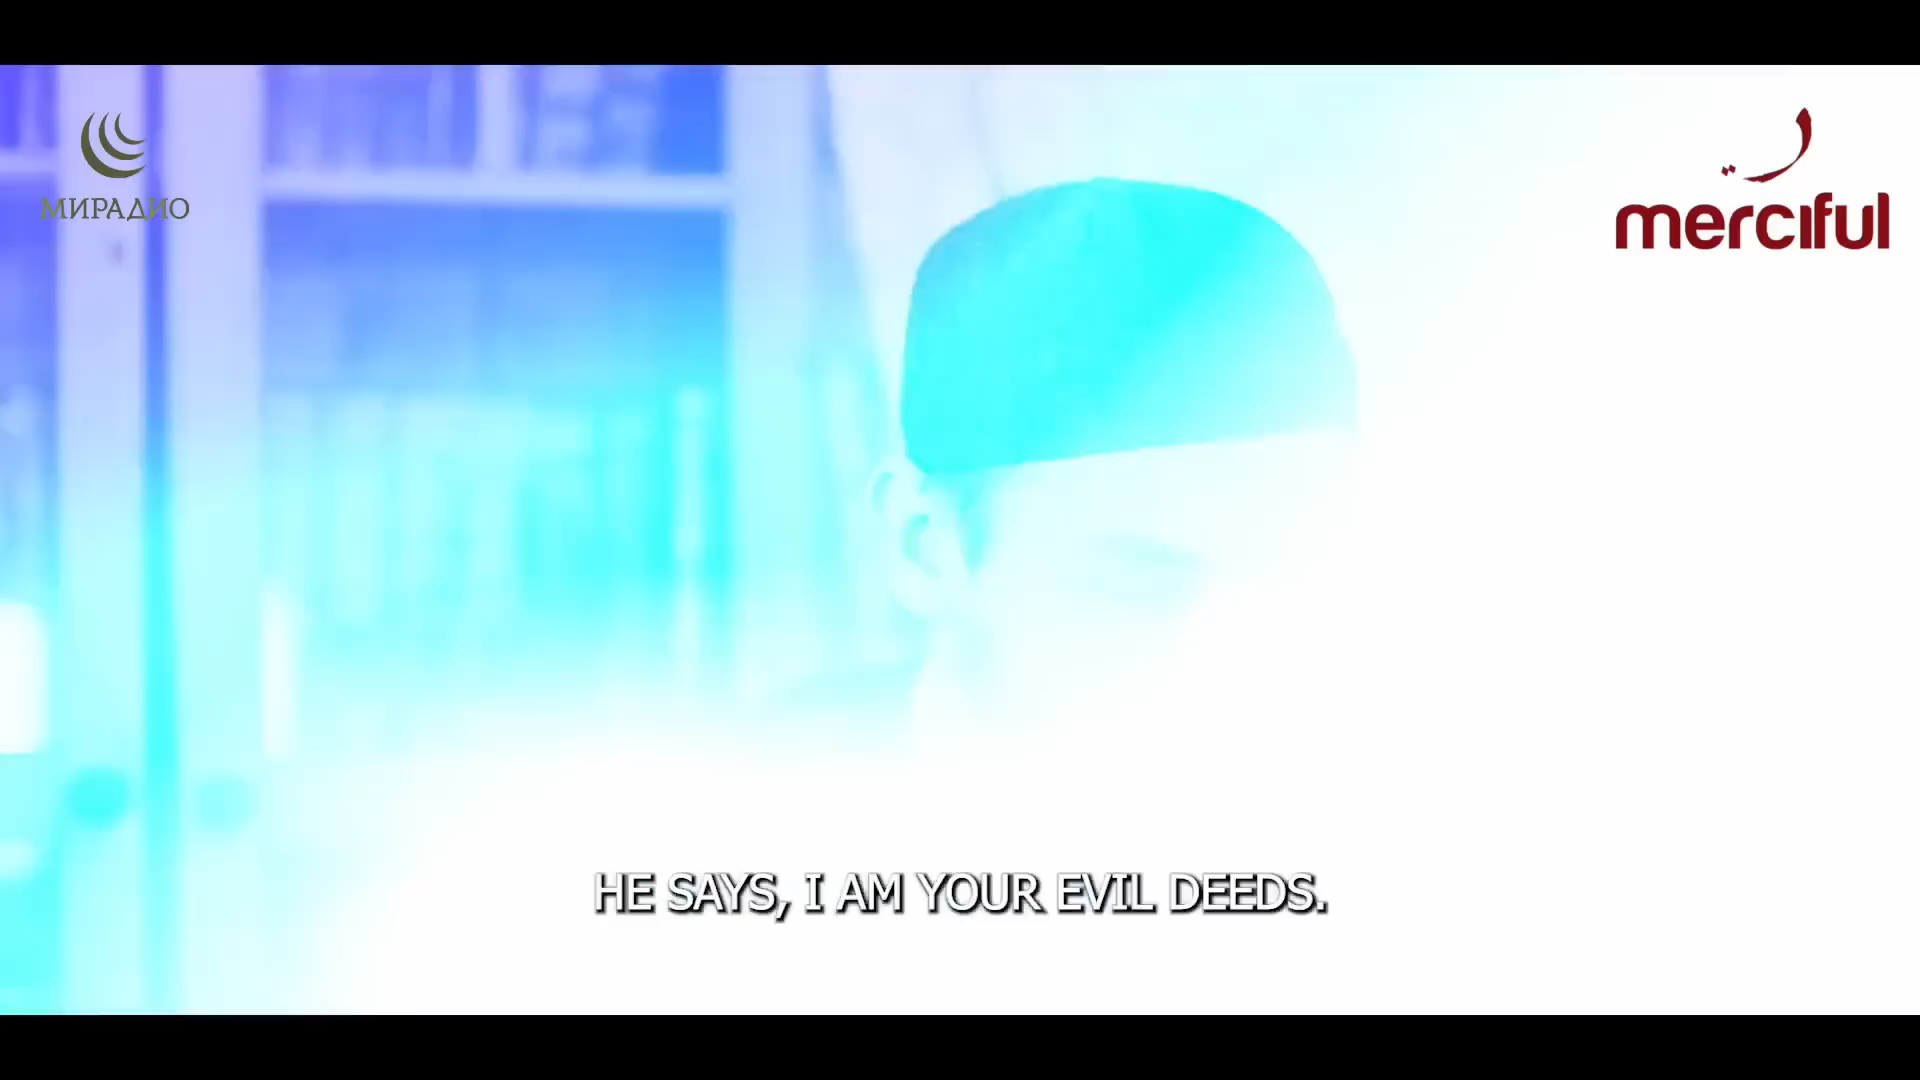 МИРАДИО
merciful
HE SAYS, I AM YOUR EVIL DEEDS.